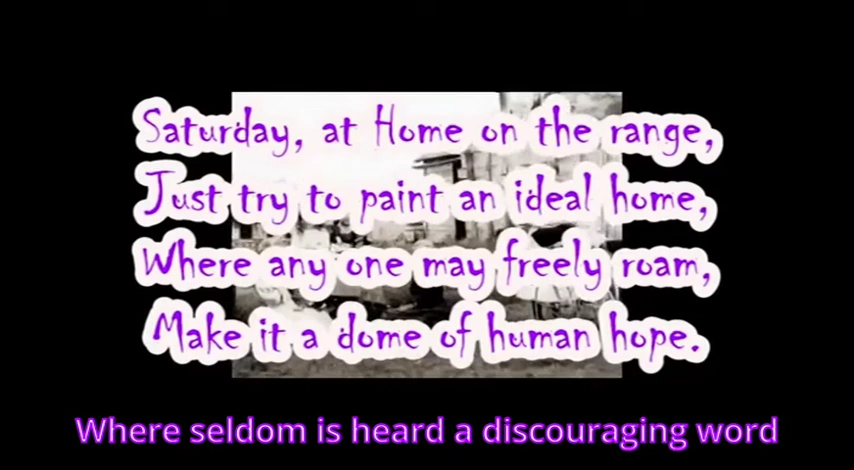 Saturday, at Home on the range,
Just try to paint an ideal home,
Where any one may freely roam,
Make it a dome of human hope.
Where seldom is heard a discouraging word